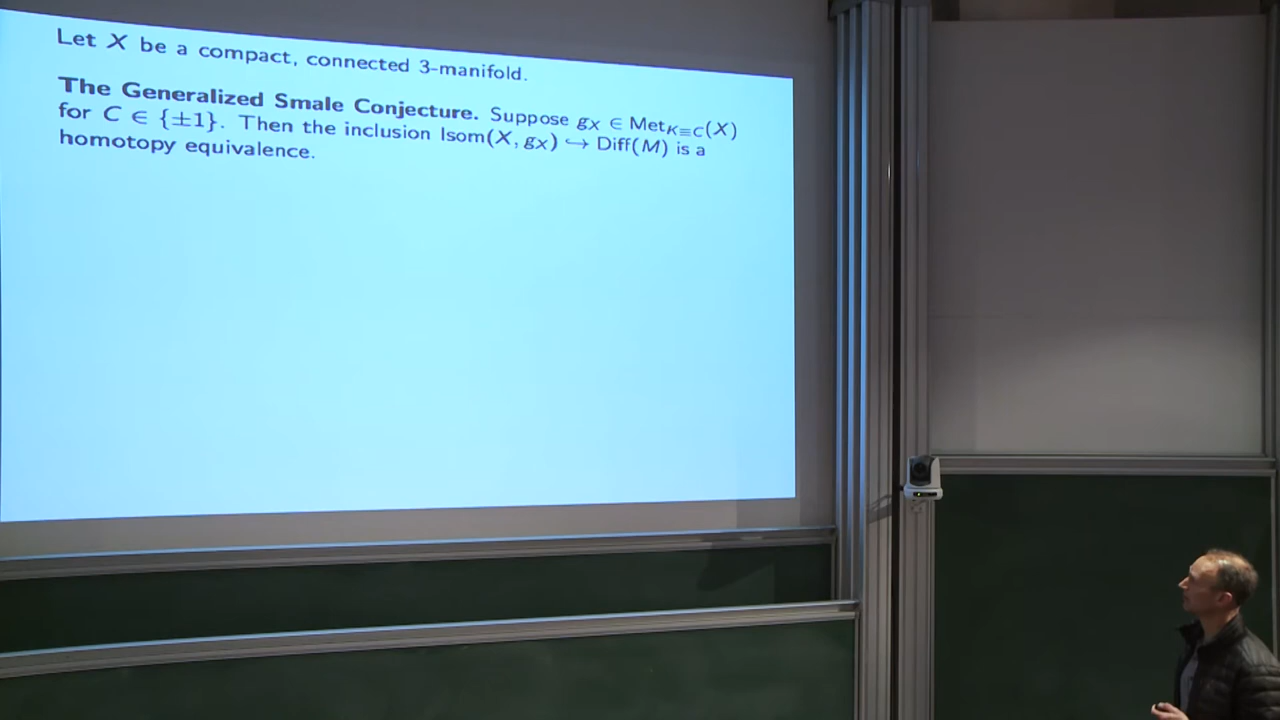 Let X be a compact, connected 3-manifold.
The Generalized Smale Conjecture. Suppose g_X ∈ Met_{K≡C}(X)
for C ∈ {±1}. Then the inclusion Isom(X, g_X) ↪ Diff(M) is a
homotopy equivalence.